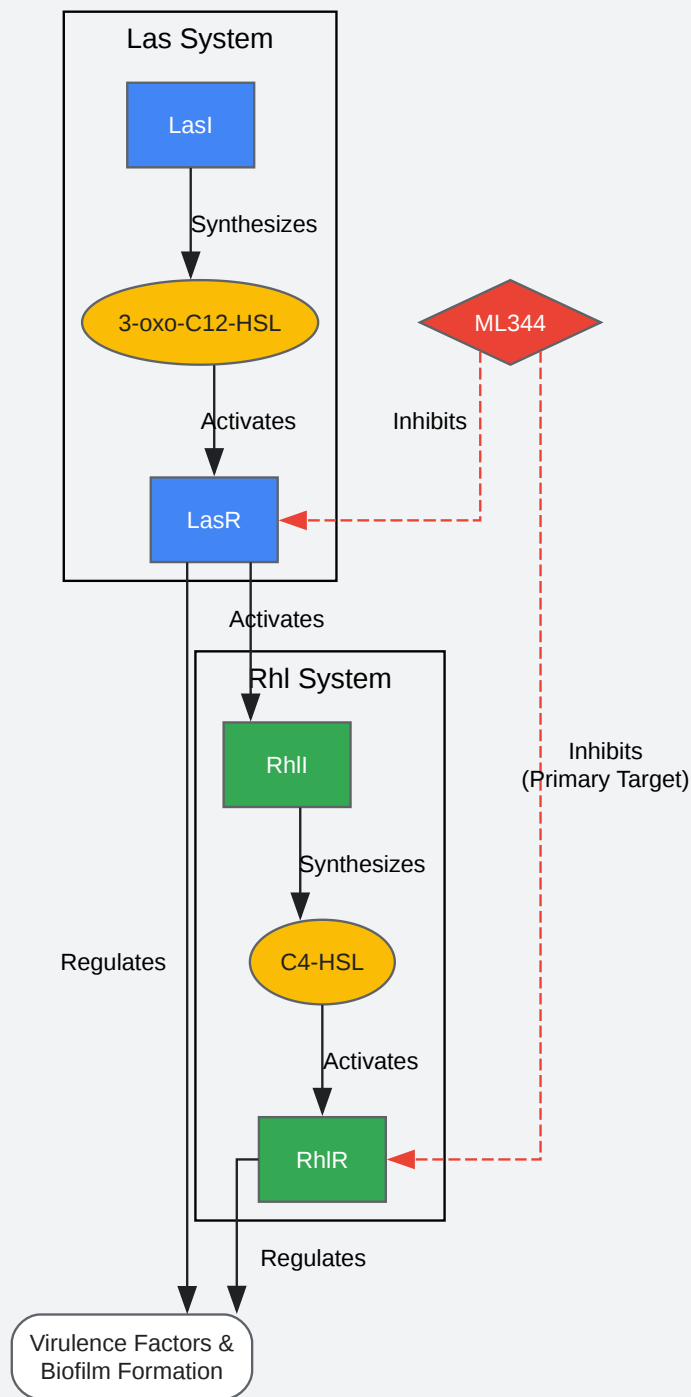 Las System
LasI
Synthesizes
3-oxo-C12-HSL
ML344
Activates
Inhibits
LasR
Activates
Rhl System
RhlI
Inhibits
(Primary Target)
Synthesizes
C4-HSL
Regulates
Activates
RhlR
Regulates
Virulence Factors &
Biofilm Formation